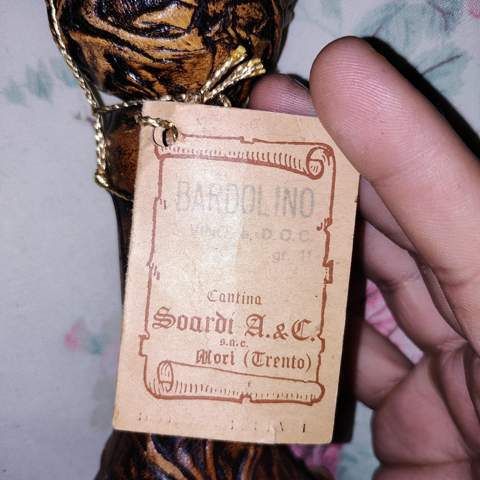 BARDOLINO
VINO a D.O.C.
gr. 11
Cantina
Soardi A. & C.
s.n.c.
Mori (Trento)